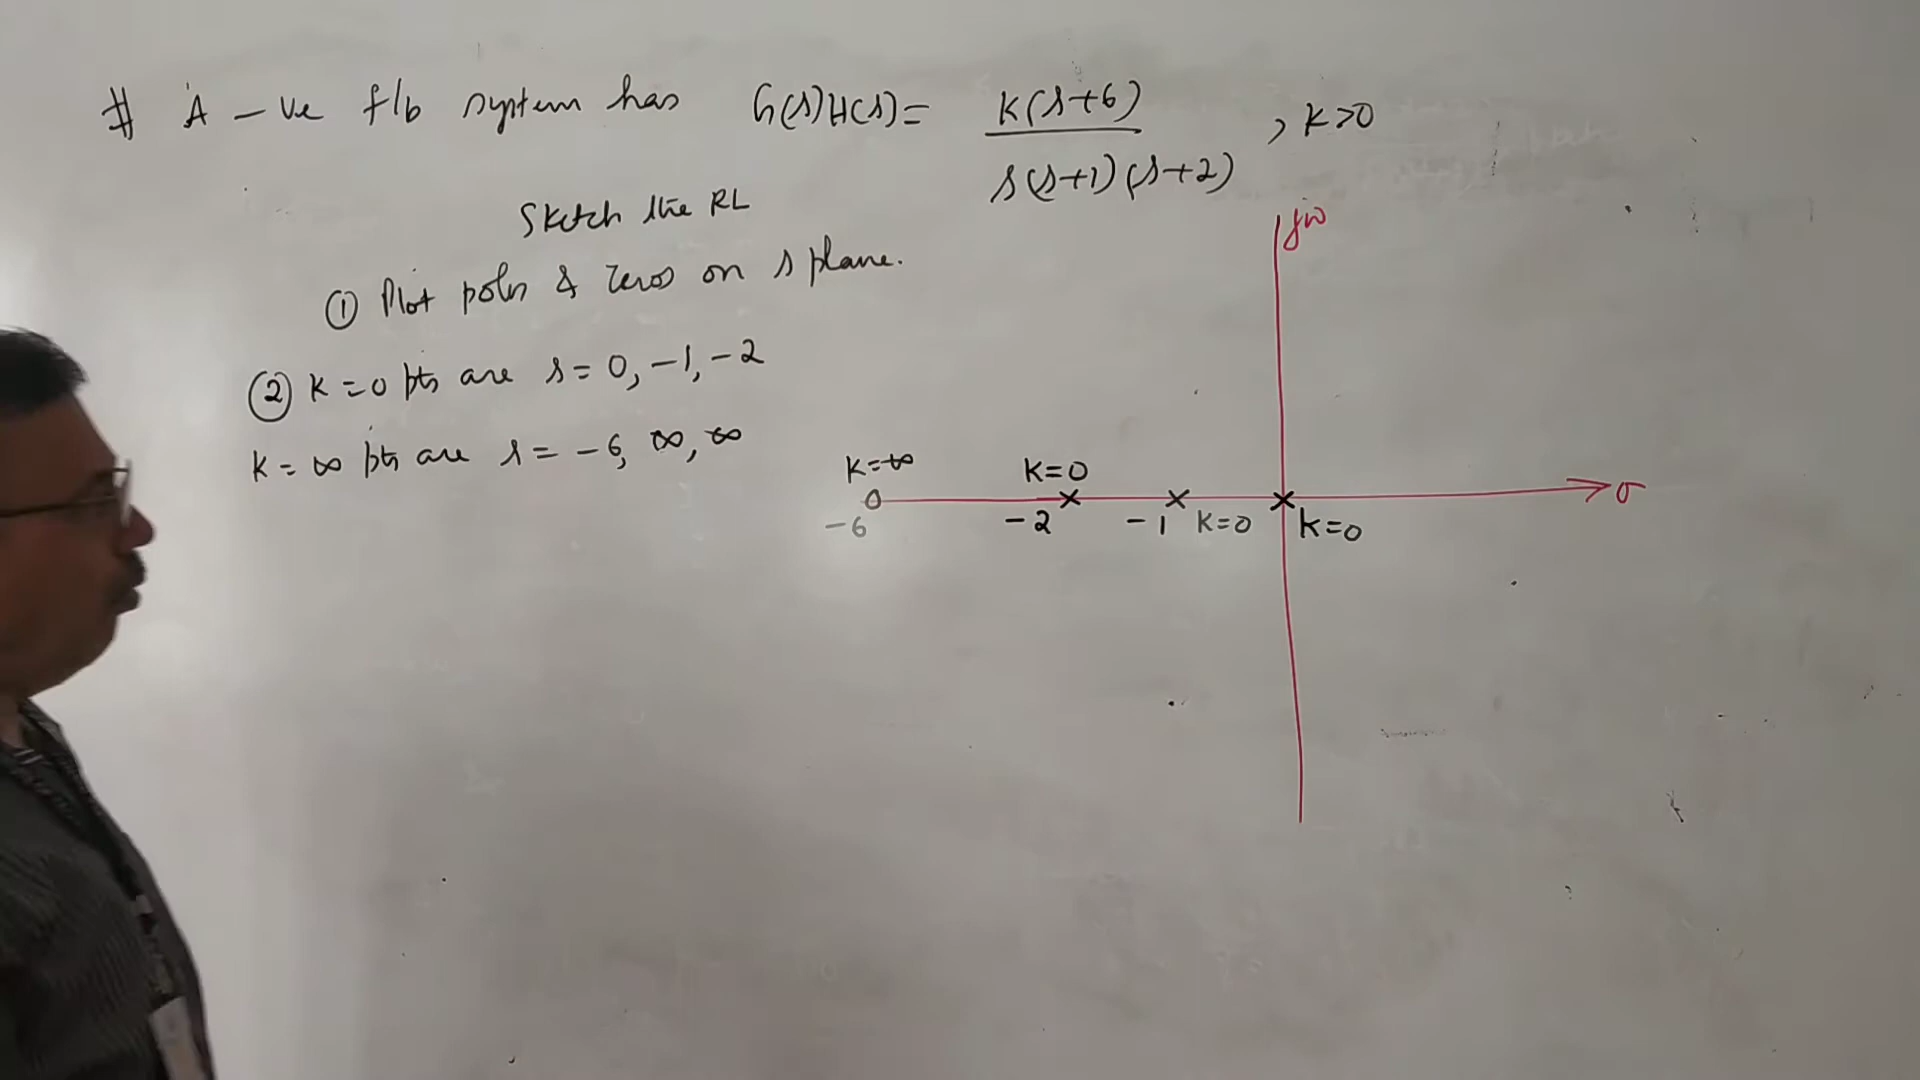 # A -ve f/b system has G(s)H(s) = K(s+6) / s(s+1)(s+2) , K>0
Sketch the RL
① Plot poles & zeros on s plane.
② K=0 pts are s = 0, -1, -2
K = ∞ pts are s = -6, ∞, ∞
jω
K=∞
K=0
σ
-6
-2
-1
K=0
K=0